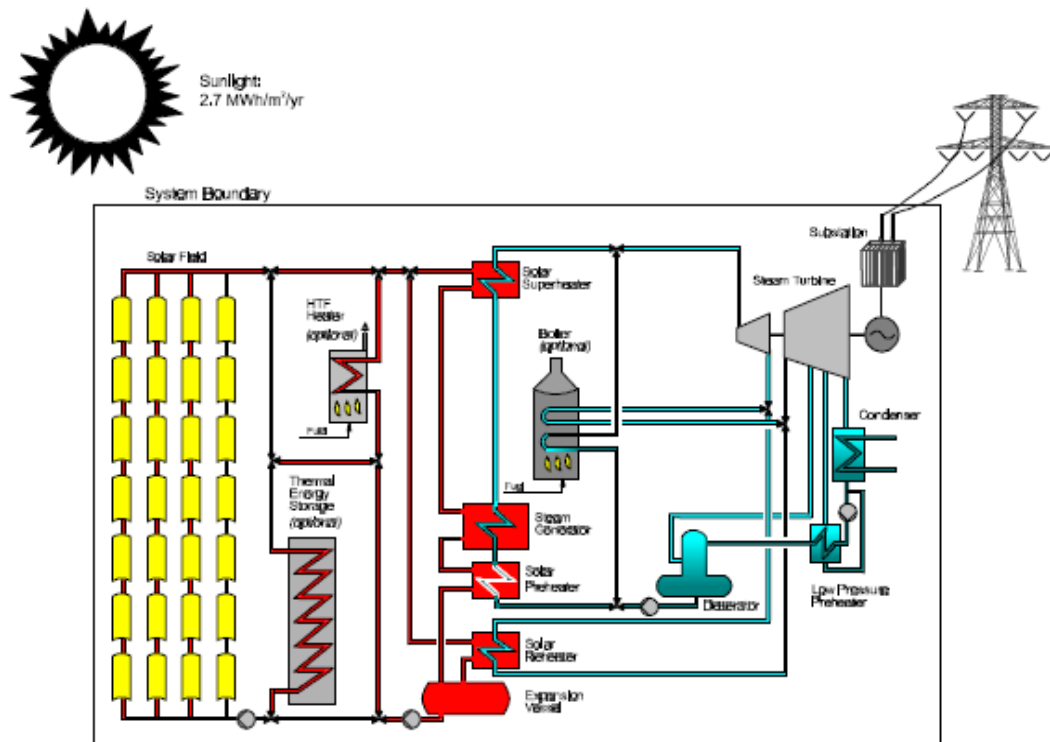 Sunlight:
2.7 MWh/m²/yr
System Boundary
Substation
Solar Field
Solar
Superheater
Steam Turbine
HTF
Heater
(optional)
Boiler
(optional)
Condenser
Fuel
Thermal
Energy
Storage
(optional)
Fuel
Steam
Generator
Solar
Preheater
Deaerator
Low Pressure
Preheater
Solar
Reheater
Expansion
Vessel